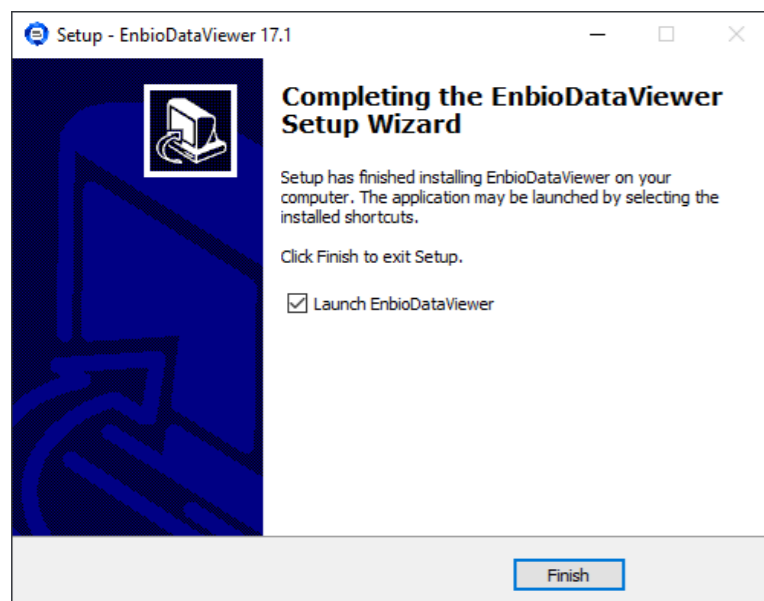 Setup - EnbioDataViewer 17.1
Completing the EnbioDataViewer
Setup Wizard
Setup has finished installing EnbioDataViewer on your
computer. The application may be launched by selecting the
installed shortcuts.
Click Finish to exit Setup.
Launch EnbioDataViewer
Finish